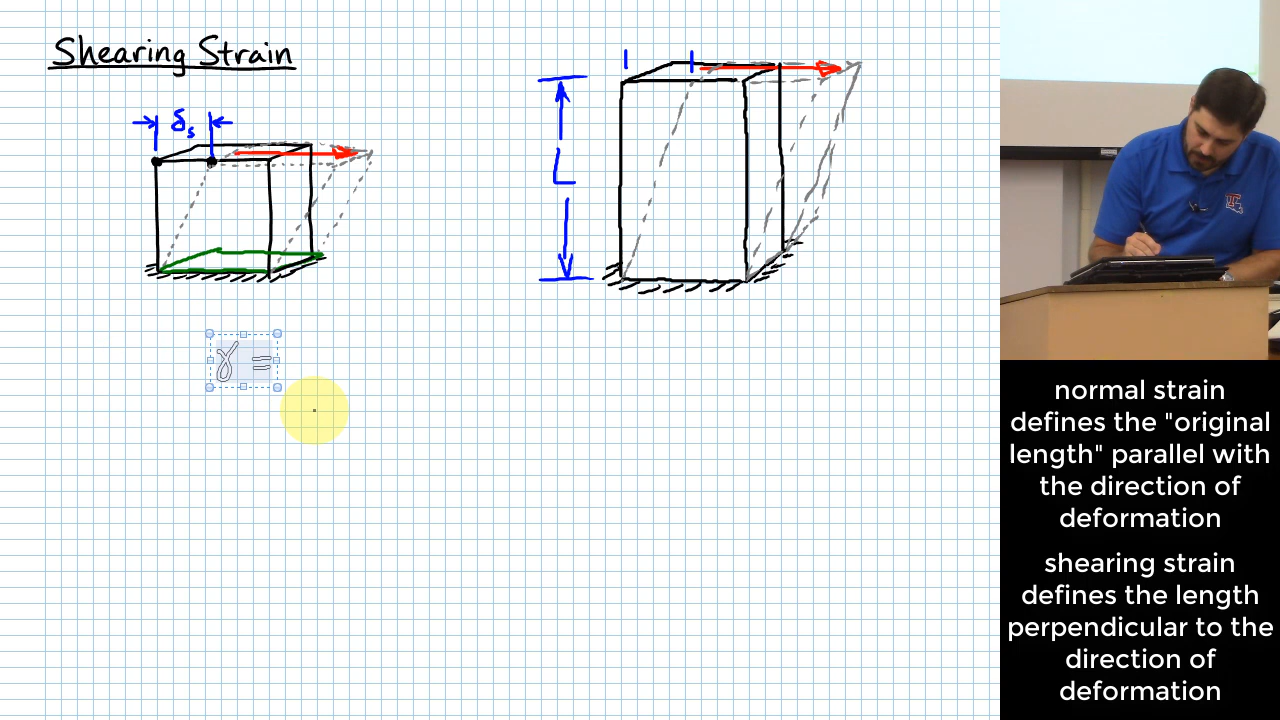 Shearing Strain
δs
L
γ =
normal strain
defines the "original
length" parallel with
the direction of
deformation
shearing strain
defines the length
perpendicular to the
direction of
deformation